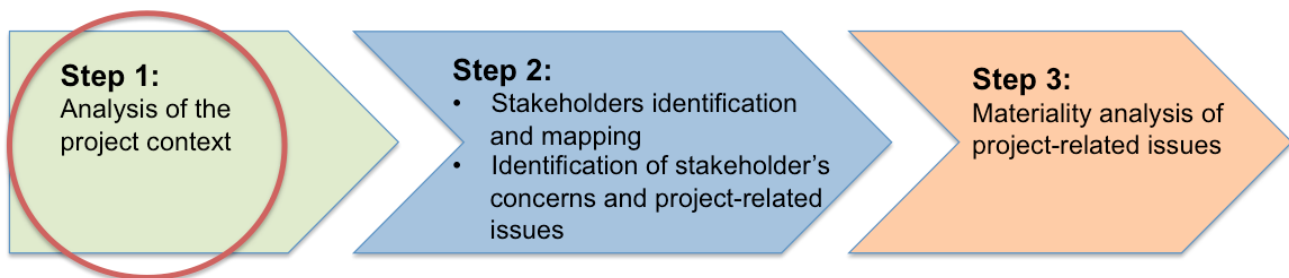 Step 1:
Analysis of the
project context
Step 2:
• Stakeholders identification
and mapping
• Identification of stakeholder’s
concerns and project-related
issues
Step 3:
Materiality analysis of
project-related issues